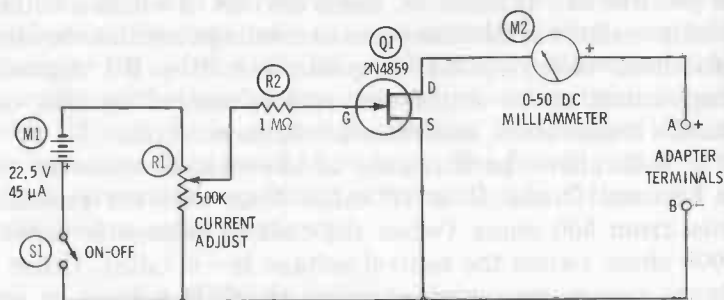 M1
22.5 V
45 µA
+
S1
ON-OFF
R1
500K
CURRENT
ADJUST
R2
1 MΩ
Q1
2N4859
G
D
S
M2
+
0-50 DC
MILLIAMMETER
A +
ADAPTER
TERMINALS
B -